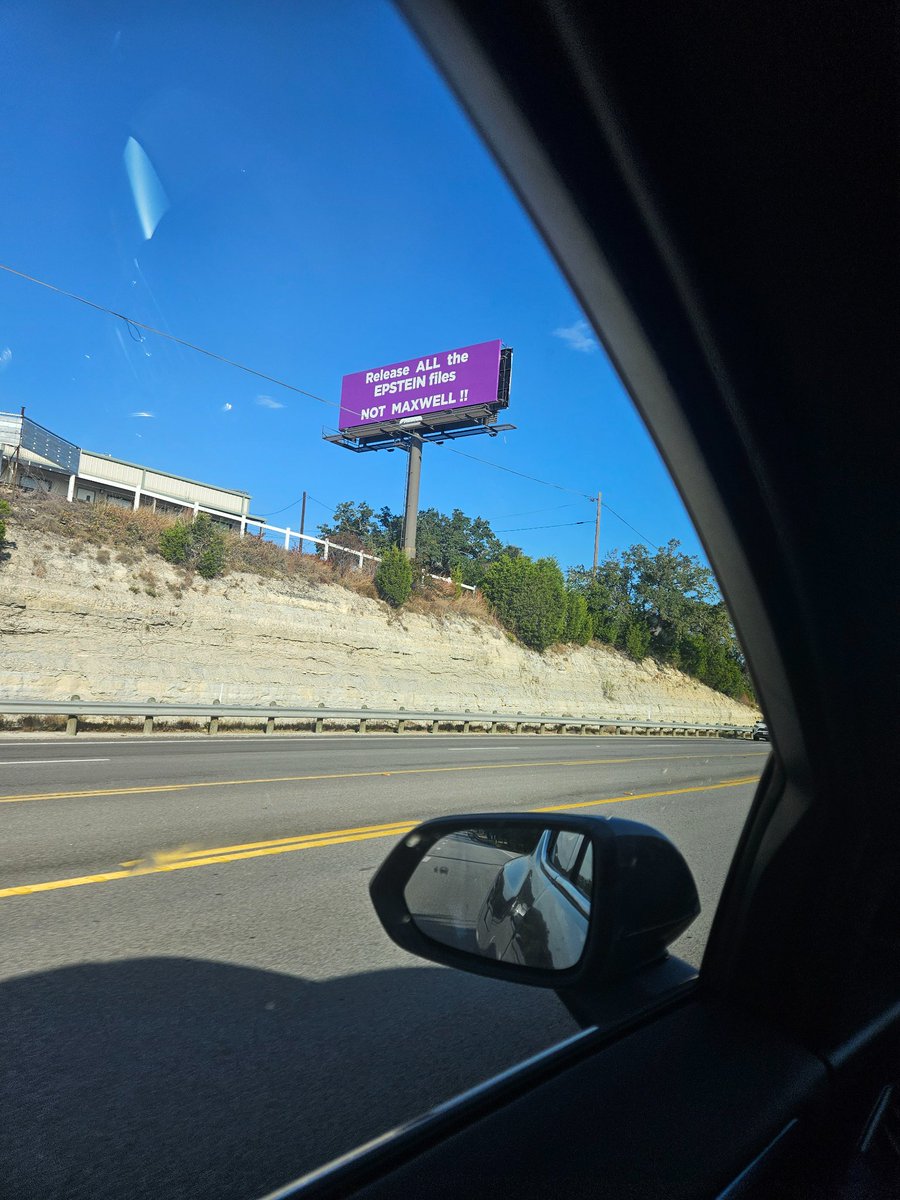 Release ALL the
EPSTEIN files
NOT MAXWELL !!